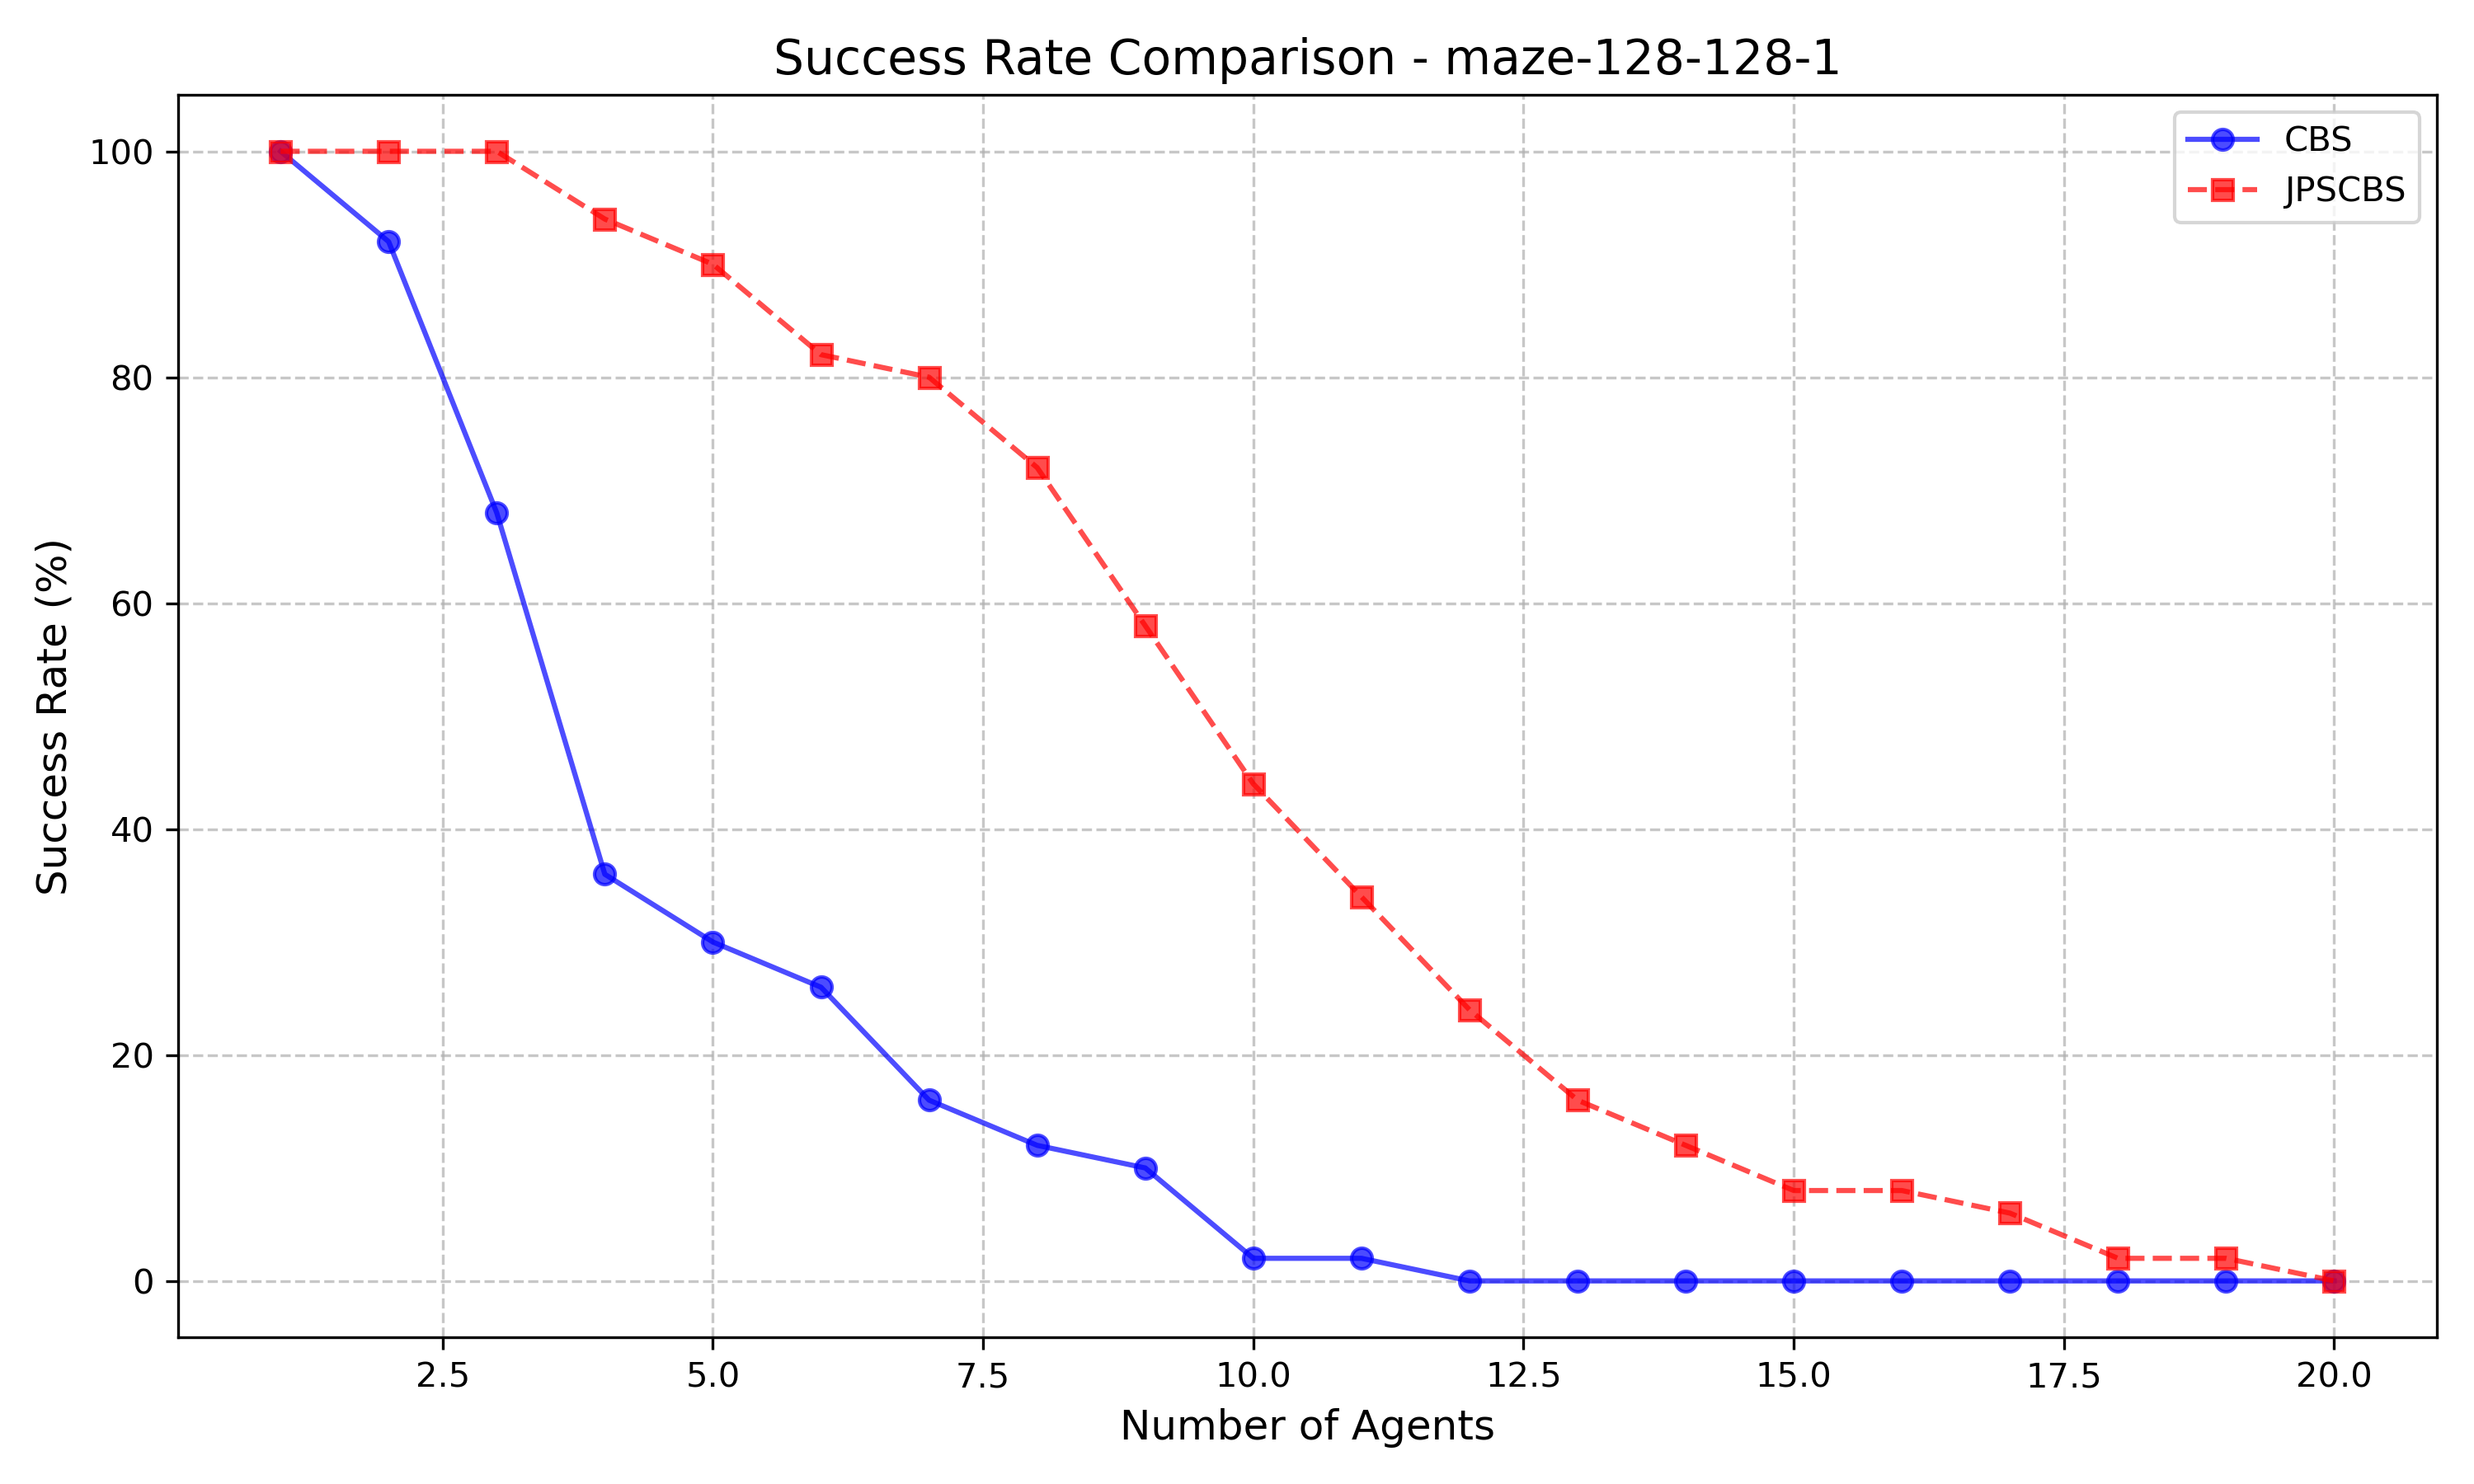 Success Rate Comparison - maze-128-128-1
CBS
JPSCBS
Success Rate (%)
100
80
60
40
20
0
2.5 5.0 7.5 10.0 12.5 15.0 17.5 20.0
Number of Agents